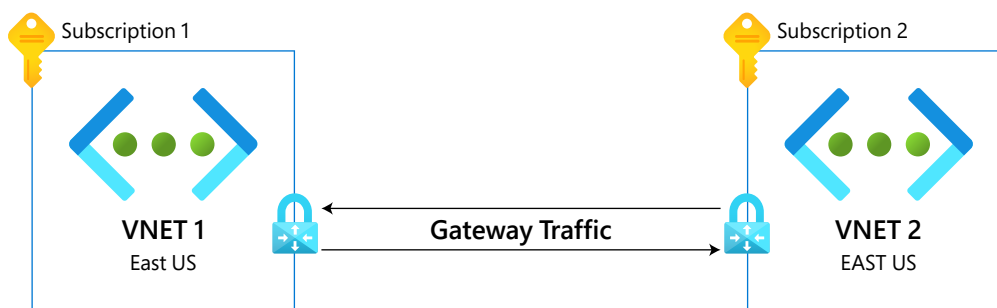 Subscription 1
Subscription 2
VNET 1
East US
Gateway Traffic
VNET 2
EAST US